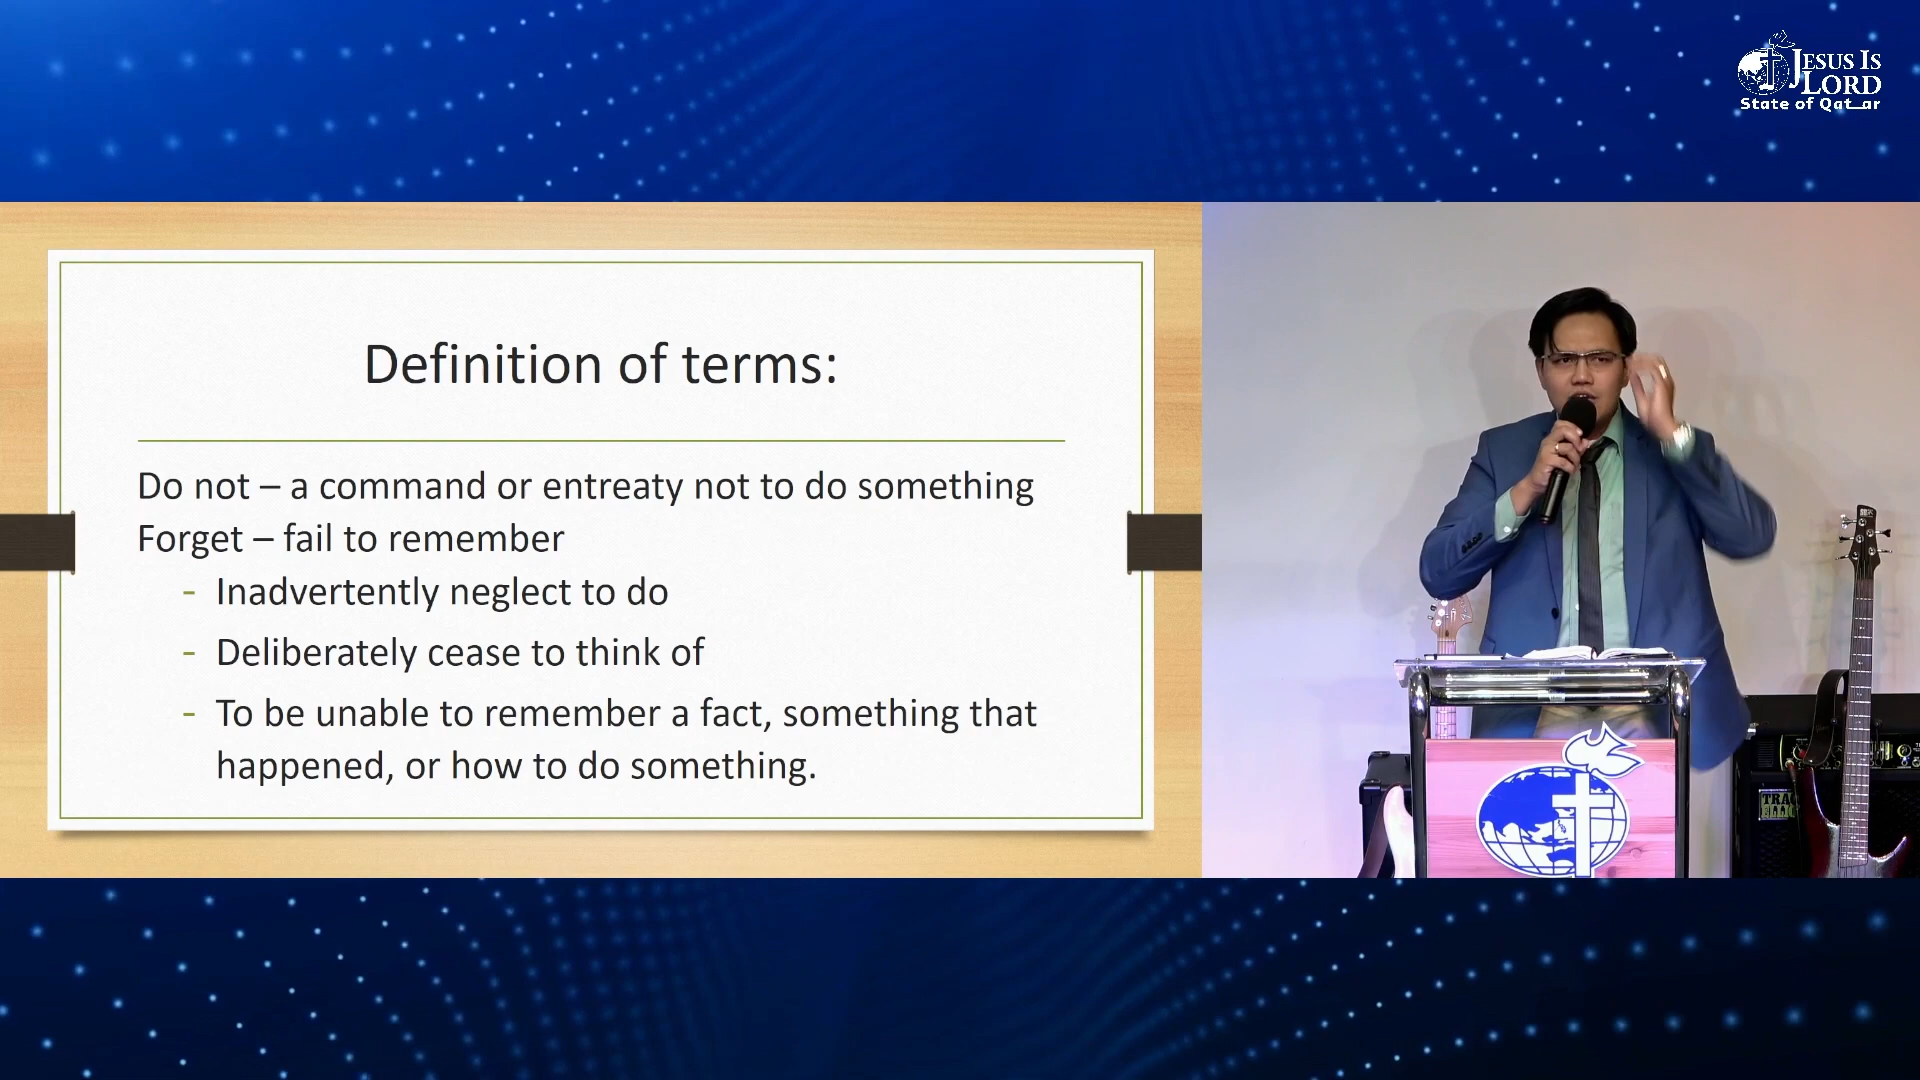 JESUS IS
LORD
State of Qatar
Definition of terms:
Do not – a command or entreaty not to do something
Forget – fail to remember
- Inadvertently neglect to do
- Deliberately cease to think of
- To be unable to remember a fact, something that
happened, or how to do something.